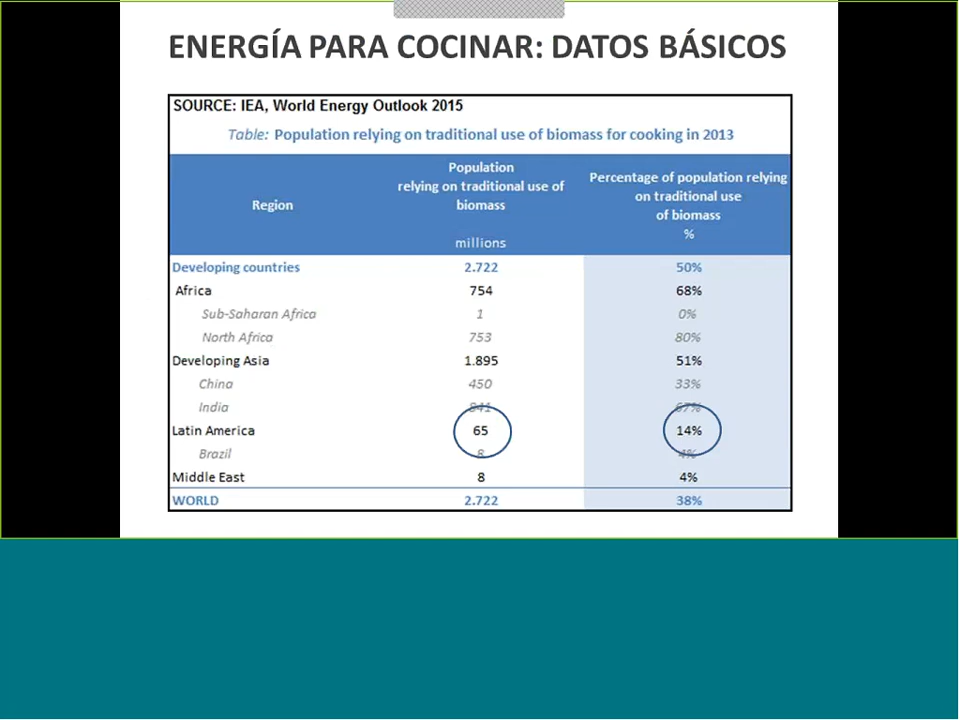 ENERGÍA PARA COCINAR: DATOS BÁSICOS
SOURCE: IEA, World Energy Outlook 2015
Table: Population relying on traditional use of biomass for cooking in 2013
Region
Population
relying on traditional use of
biomass
millions
Percentage of population relying
on traditional use
of biomass
%
Developing countries 2.722 50%
Africa 754 68%
Sub-Saharan Africa 1 0%
North Africa 753 80%
Developing Asia 1.895 51%
China 450 33%
India 841 67%
Latin America 65 14%
Brazil 8 4%
Middle East 8 4%
WORLD 2.722 38%